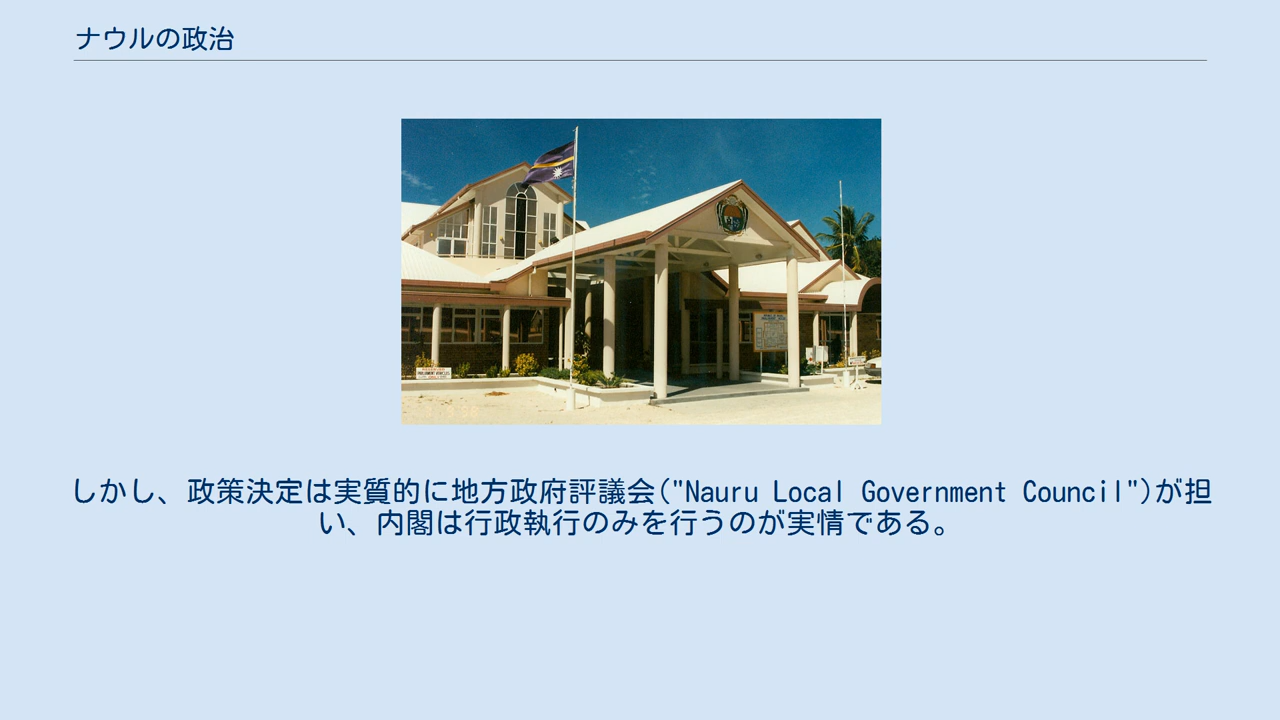 ナウルの政治
RESERVED
しかし、政策決定は実質的に地方政府評議会("Nauru Local Government Council")が担
い、内閣は行政執行のみを行うのが実情である。